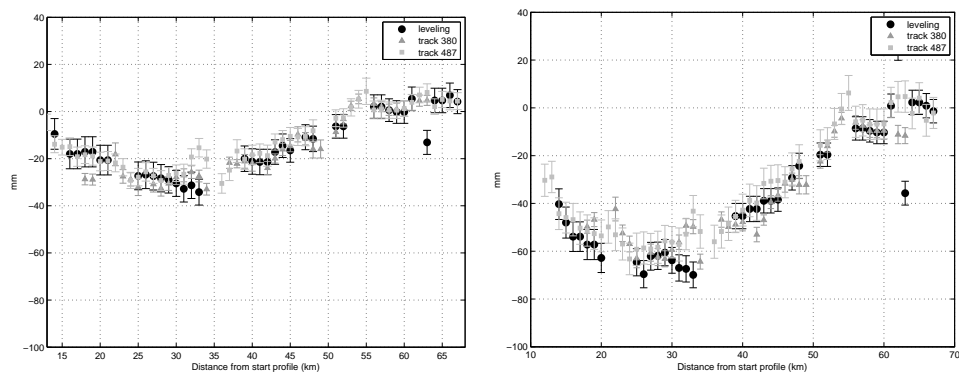 40
20
0
−20
−40
−60
−80
−100
mm
15 20 25 30 35 40 45 50 55 60 65
Distance from start profile (km)
leveling
track 380
track 487
40
20
0
−20
−40
−60
−80
−100
mm
10 20 30 40 50 60 70
Distance from start profile (km)
leveling
track 380
track 487